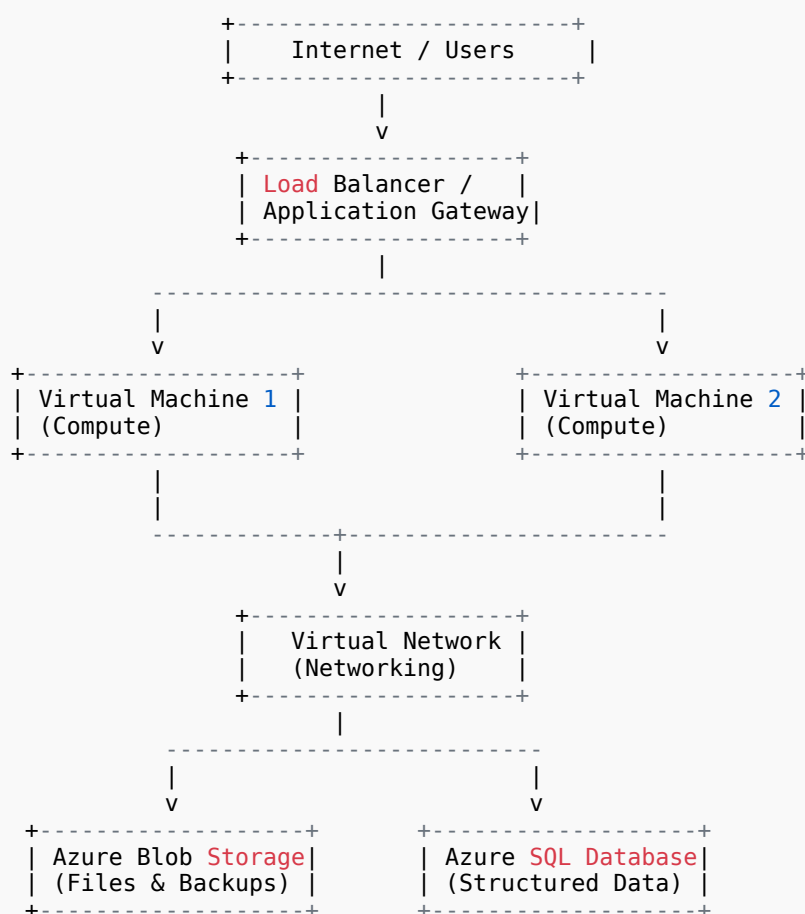 Internet / Users
Load Balancer /
Application Gateway
Virtual Machine 1
(Compute)
Virtual Machine 2
(Compute)
Virtual Network
(Networking)
Azure Blob Storage
(Files & Backups)
Azure SQL Database
(Structured Data)